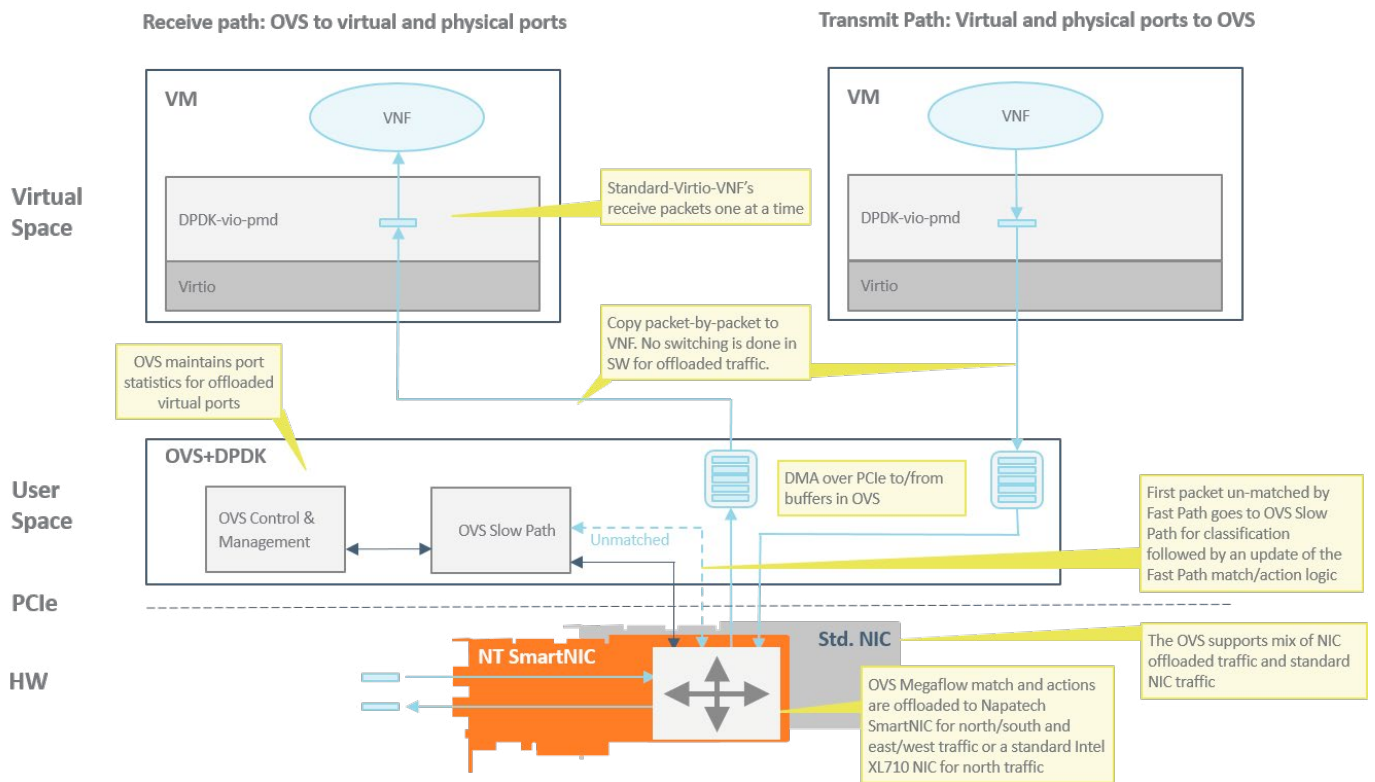 Receive path: OVS to virtual and physical ports
Transmit Path: Virtual and physical ports to OVS
VM
VNF
DPDK-vio-pmd
Virtio
Virtual
Space
Standard-Virtio-VNF's
receive packets one at a time
VM
VNF
DPDK-vio-pmd
Virtio
Copy packet-by-packet to
VNF. No switching is done in
SW for offloaded traffic.
OVS maintains port
statistics for offloaded
virtual ports
OVS+DPDK
User
Space
OVS Control &
Management
OVS Slow Path
Unmatched
DMA over PCIe to/from
buffers in OVS
First packet un-matched by
Fast Path goes to OVS Slow
Path for classification
followed by an update of the
Fast Path match/action logic
PCIe
HW
NT SmartNIC
Std. NIC
The OVS supports mix of NIC
offloaded traffic and standard
NIC traffic
OVS Megaflow match and actions
are offloaded to Napatech
SmartNIC for north/south and
east/west traffic or a standard Intel
XL710 NIC for north traffic